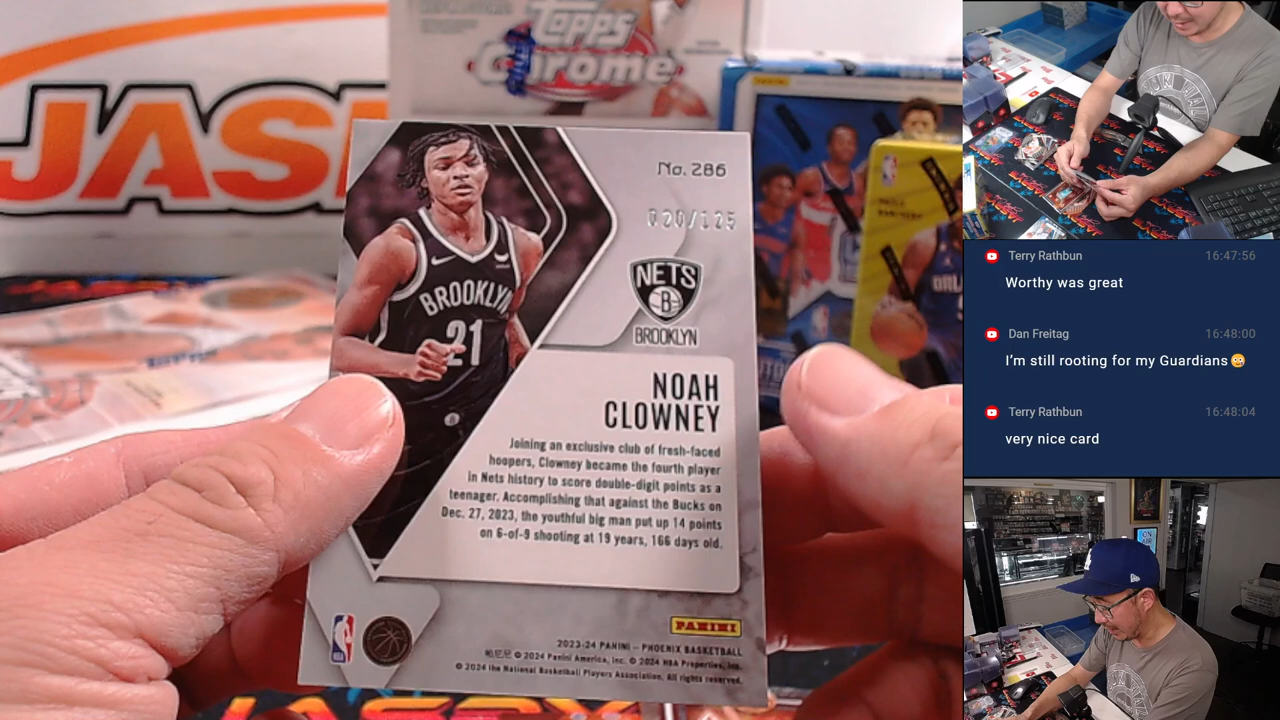 JAS
Topps
Chrome
No. 286
020/125
NETS
B
BROOKLYN
BROOKLYN
21
NOAH
CLOWNEY
Joining an exclusive club of fresh-faced
hoopers, Clowney became the fourth player
in Nets history to score double-digit points as a
teenager. Accomplishing that against the Bucks on
Dec. 27, 2023, the youthful big man put up 14 points
on 6-of-9 shooting at 19 years, 166 days old.
PANINI
2023-24 PANINI – PHOENIX BASKETBALL
© 2024 Panini America, Inc. © 2024 NBA Properties, Inc.
© 2024 the National Basketball Players Association. All rights reserved.
Terry Rathbun 16:47:56
Worthy was great
Dan Freitag 16:48:00
I'm still rooting for my Guardians😬
Terry Rathbun 16:48:04
very nice card
ON
AIR